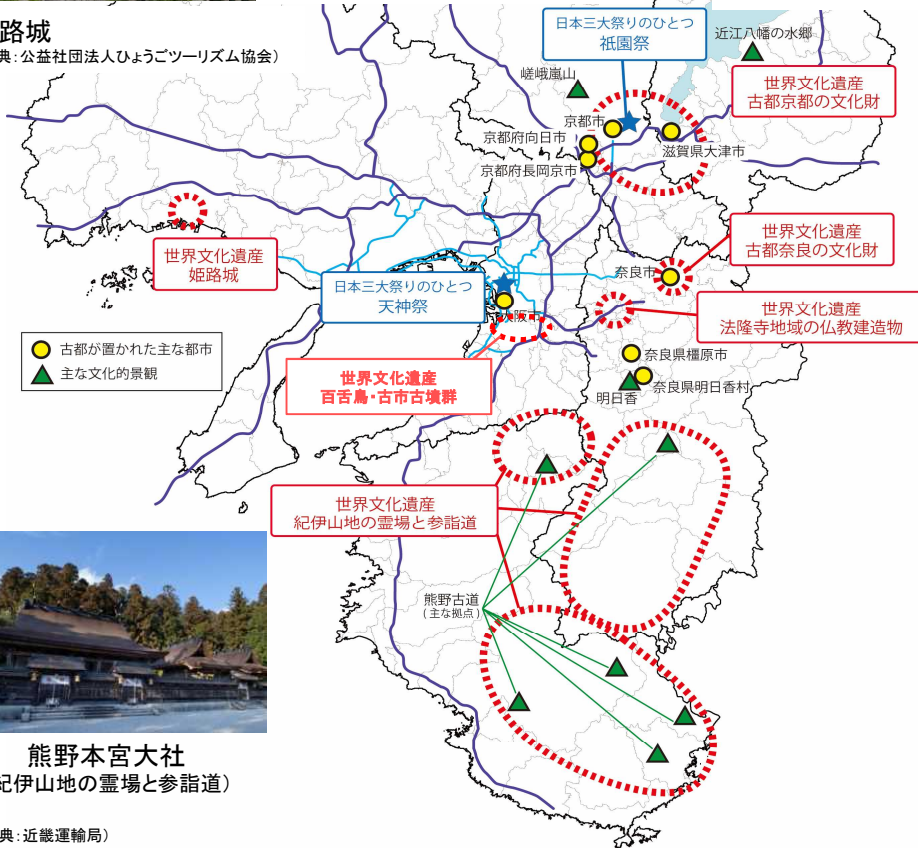 路城
典：公益社団法人ひょうごツーリズム協会）
日本三大祭りのひとつ
祇園祭
近江八幡の水郷
嵯峨嵐山
世界文化遺産
古都京都の文化財
京都市
京都府向日市
滋賀県大津市
京都府長岡京市
世界文化遺産
古都奈良の文化財
世界文化遺産
姫路城
奈良市
日本三大祭りのひとつ
天神祭
大阪市
世界文化遺産
法隆寺地域の仏教建造物
古都が置かれた主な都市
主な文化的景観
奈良県橿原市
世界文化遺産
百舌鳥・古市古墳群
奈良県明日香村
明日香
世界文化遺産
紀伊山地の霊場と参詣道
熊野古道
（主な拠点）
熊野本宮大社
紀伊山地の霊場と参詣道）
典：近畿運輸局）